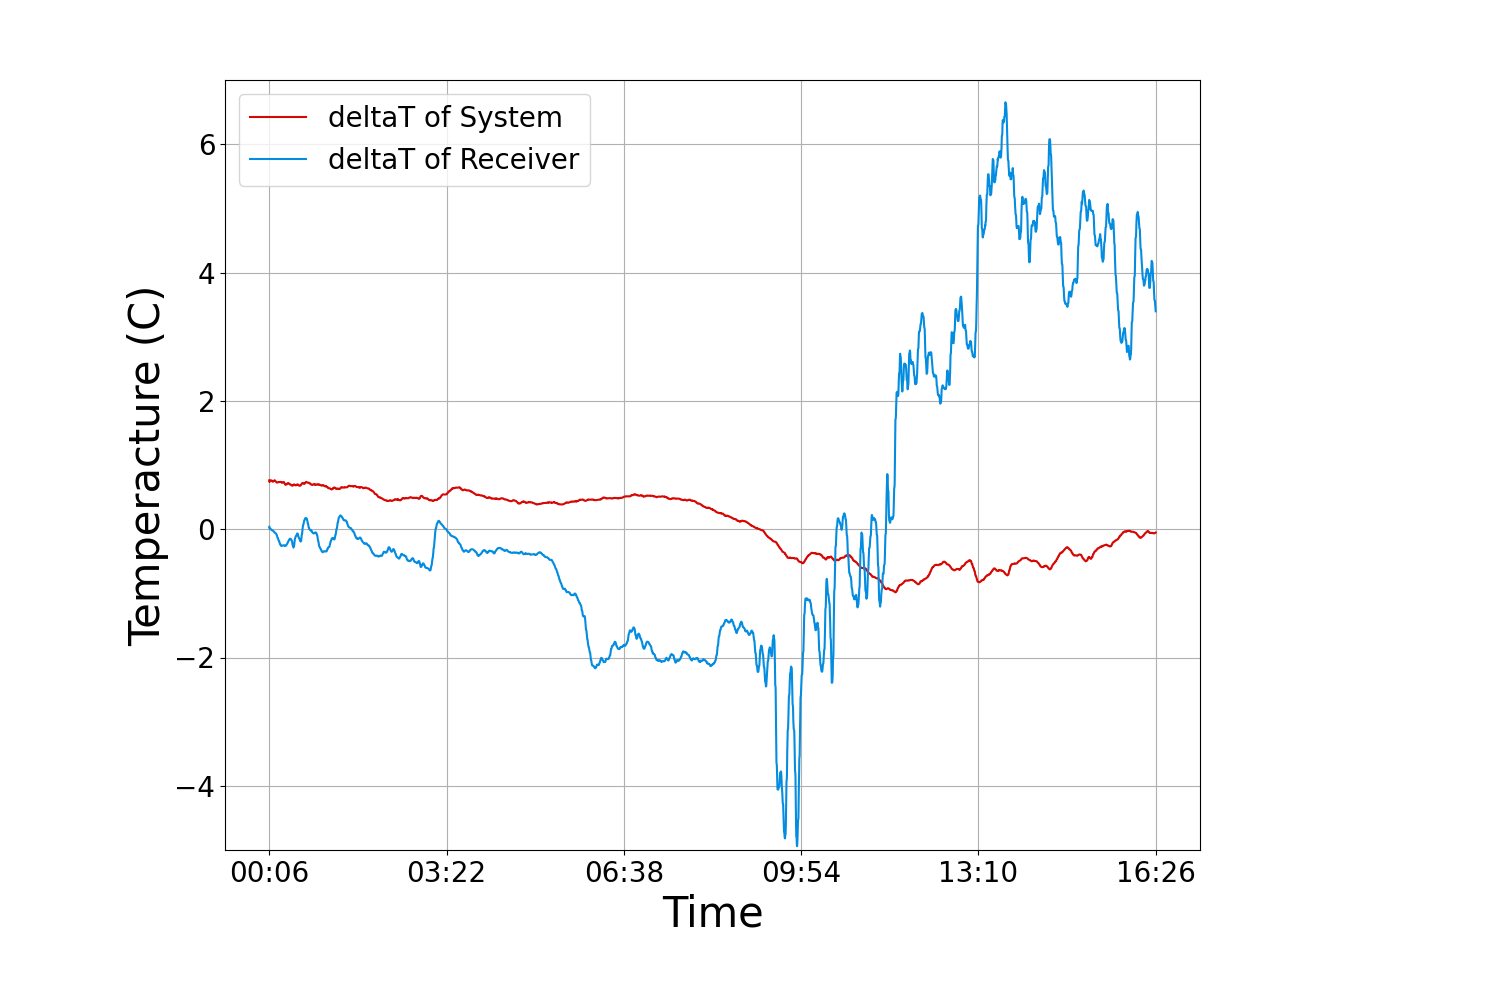 deltaT of System
deltaT of Receiver
6
4
2
0
−2
−4
Temperacture (C)
00:06 03:22 06:38 09:54 13:10 16:26
Time